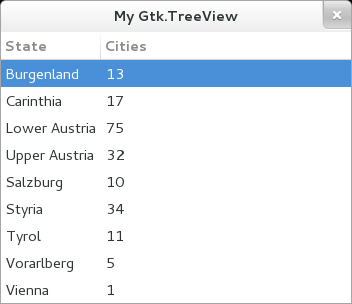 My Gtk.TreeView
State Cities
Burgenland 13
Carinthia 17
Lower Austria 75
Upper Austria 32
Salzburg 10
Styria 34
Tyrol 11
Vorarlberg 5
Vienna 1